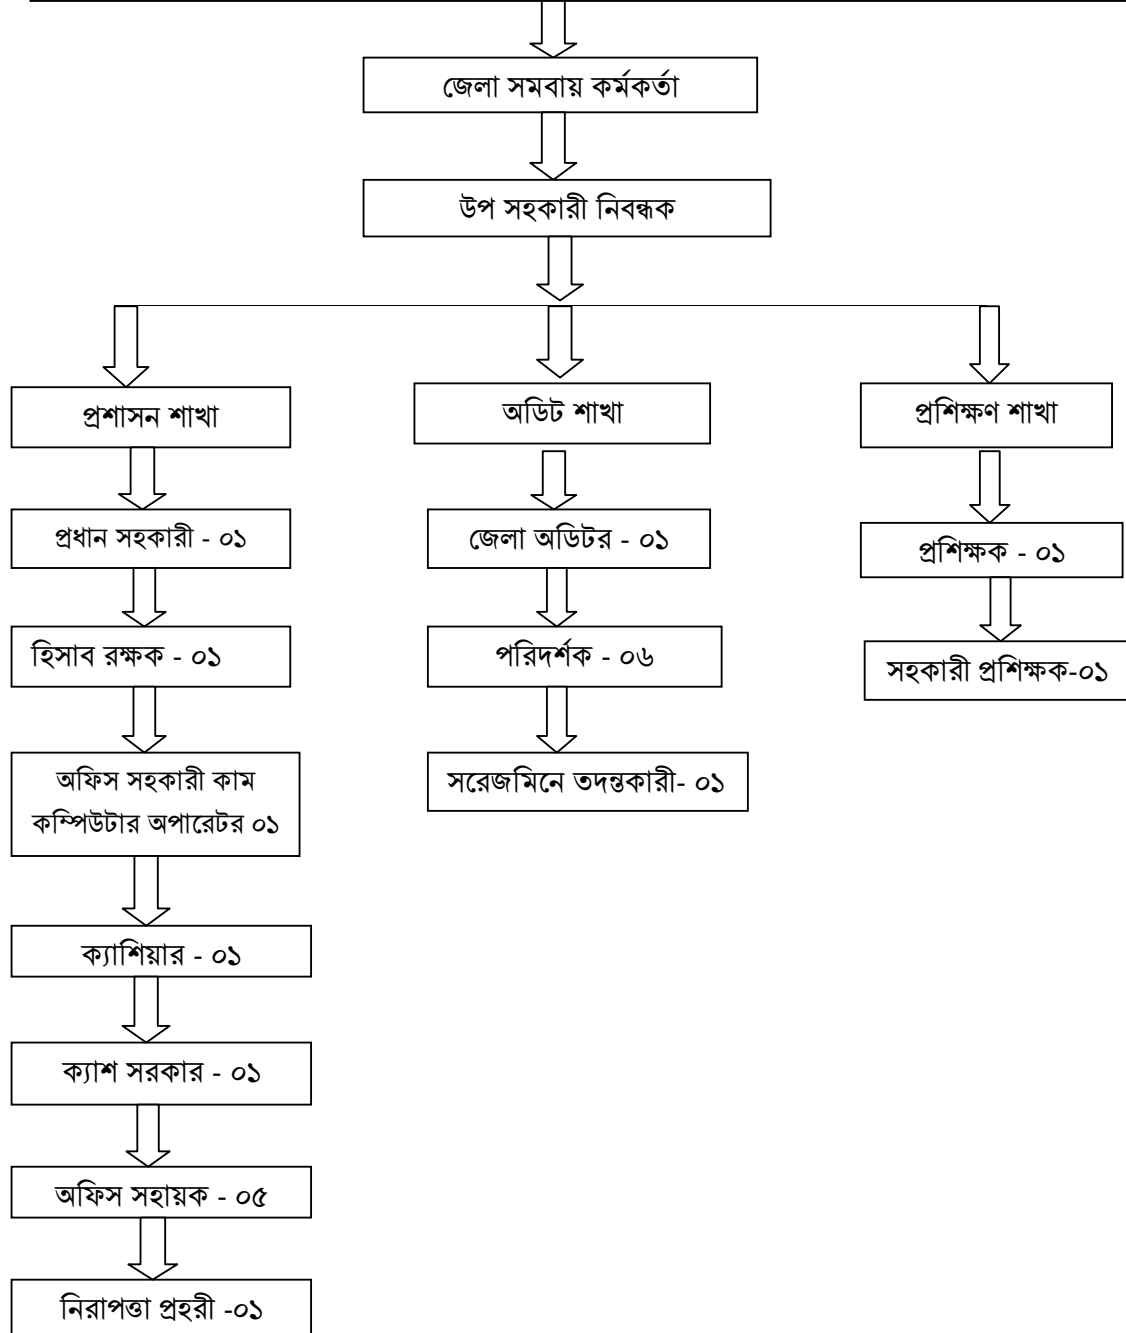 জেলা সমবায় কর্মকর্তা
উপ সহকারী নিবন্ধক
প্রশাসন শাখা
প্রধান সহকারী - ০১
হিসাব রক্ষক - ০১
অফিস সহকারী কাম
কম্পিউটার অপারেটর ০১
ক্যাশিয়ার - ০১
ক্যাশ সরকার - ০১
অফিস সহায়ক - ০৫
নিরাপত্তা প্রহরী -০১
অডিট শাখা
জেলা অডিটর - ০১
পরিদর্শক - ০৬
সরেজমিনে তদন্তকারী- ০১
প্রশিক্ষণ শাখা
প্রশিক্ষক - ০১
সহকারী প্রশিক্ষক-০১